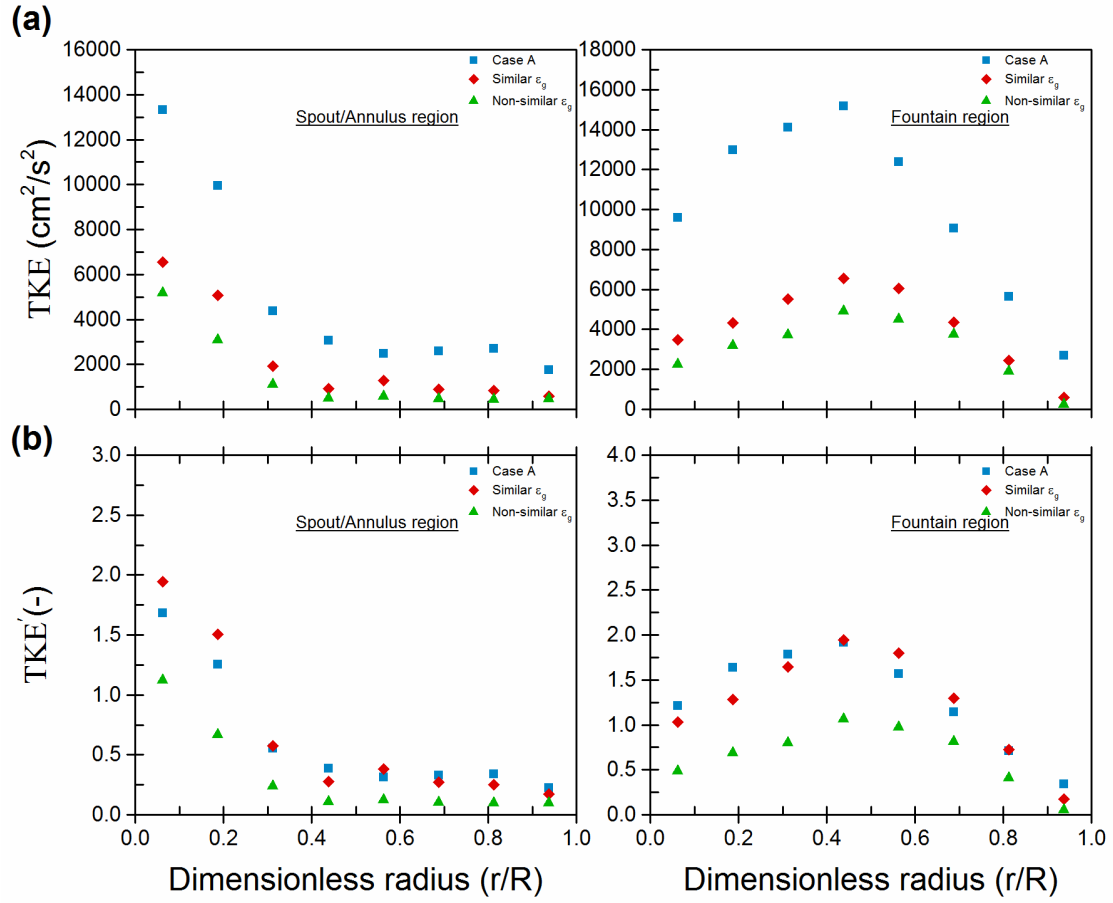 (a)
16000
14000
12000
10000
8000
6000
4000
2000
0
TKE (cm²/s²)
Case A
Similar εg
Non-similar εg
Spout/Annulus region
18000
16000
14000
12000
10000
8000
6000
4000
2000
0
Case A
Similar εg
Non-similar εg
Fountain region
(b)
3.0
2.5
2.0
1.5
1.0
0.5
0.0
TKE′(-)
Case A
Similar εg
Non-similar εg
Spout/Annulus region
0.0 0.2 0.4 0.6 0.8 1.0
Dimensionless radius (r/R)
4.0
3.5
3.0
2.5
2.0
1.5
1.0
0.5
0.0
Case A
Similar εg
Non-similar εg
Fountain region
0.0 0.2 0.4 0.6 0.8 1.0
Dimensionless radius (r/R)